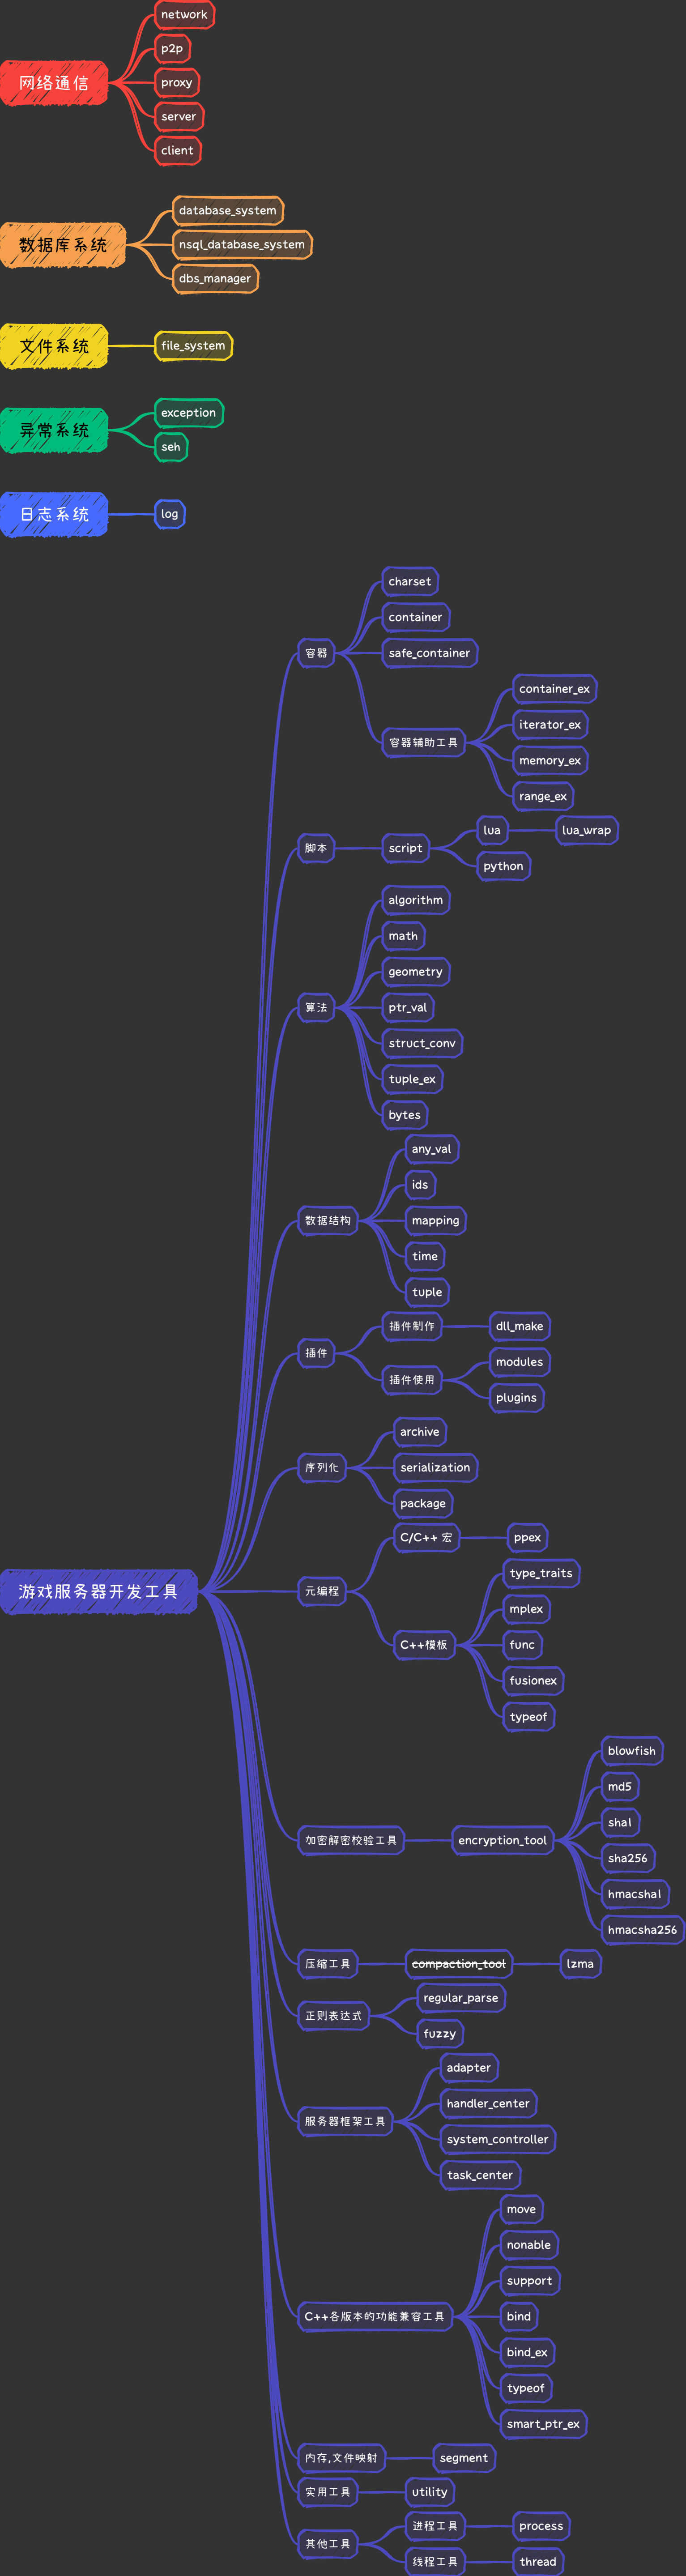 network
p2p
网络通信
proxy
server
client
database_system
数据库系统
nsql_database_system
dbs_manager
文件系统
file_system
exception
异常系统
seh
日志系统
log
charset
container
容器
safe_container
container_ex
iterator_ex
容器辅助工具
memory_ex
range_ex
lua
lua_wrap
脚本
script
python
algorithm
math
geometry
算法
ptr_val
struct_conv
tuple_ex
bytes
any_val
ids
数据结构
mapping
time
tuple
插件制作
dll_make
插件
modules
插件使用
plugins
archive
序列化
serialization
package
C/C++ 宏
ppex
type_traits
游戏服务器开发工具
元编程
mplex
C++模板
func
fusionex
typeof
blowfish
md5
sha1
加密解密校验工具
encryption_tool
sha256
hmacsha1
hmacsha256
压缩工具
compaction_tool
lzma
regular_parse
正则表达式
fuzzy
adapter
handler_center
服务器框架工具
system_controller
task_center
move
nonable
support
C++各版本的功能兼容工具
bind
bind_ex
typeof
smart_ptr_ex
内存,文件映射
segment
实用工具
utility
进程工具
process
其他工具
线程工具
thread